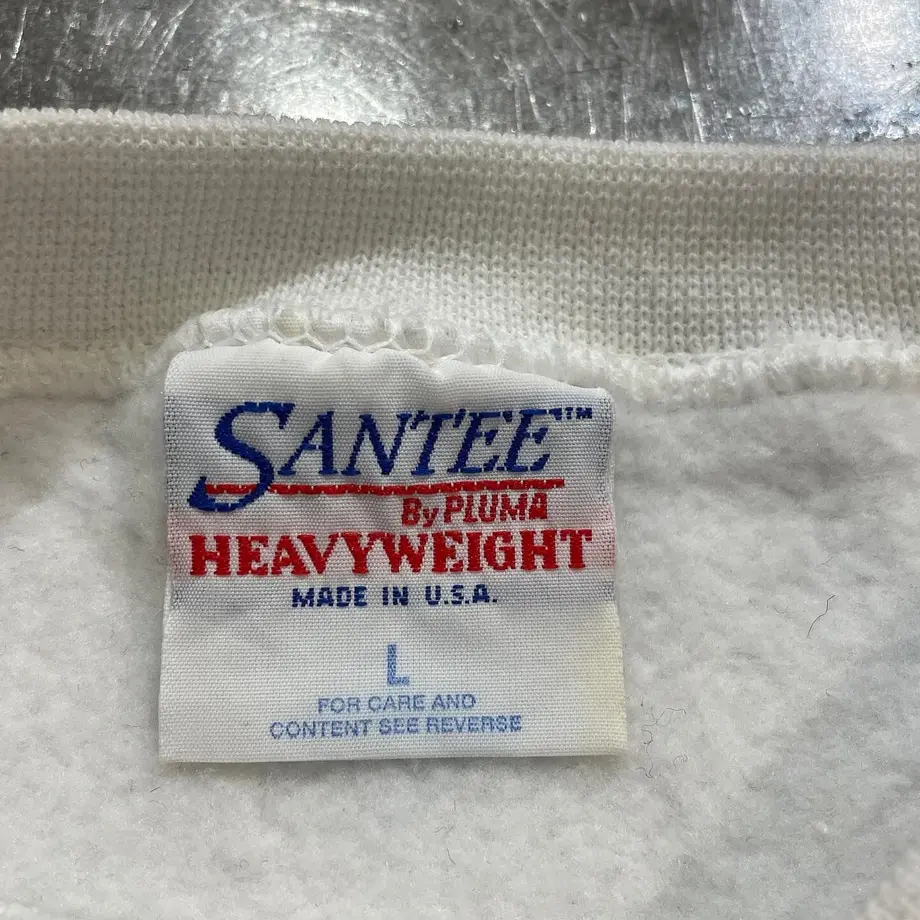 SANTEE™
By PLUMA
HEAVYWEIGHT
MADE IN U.S.A.
L
FOR CARE AND
CONTENT SEE REVERSE